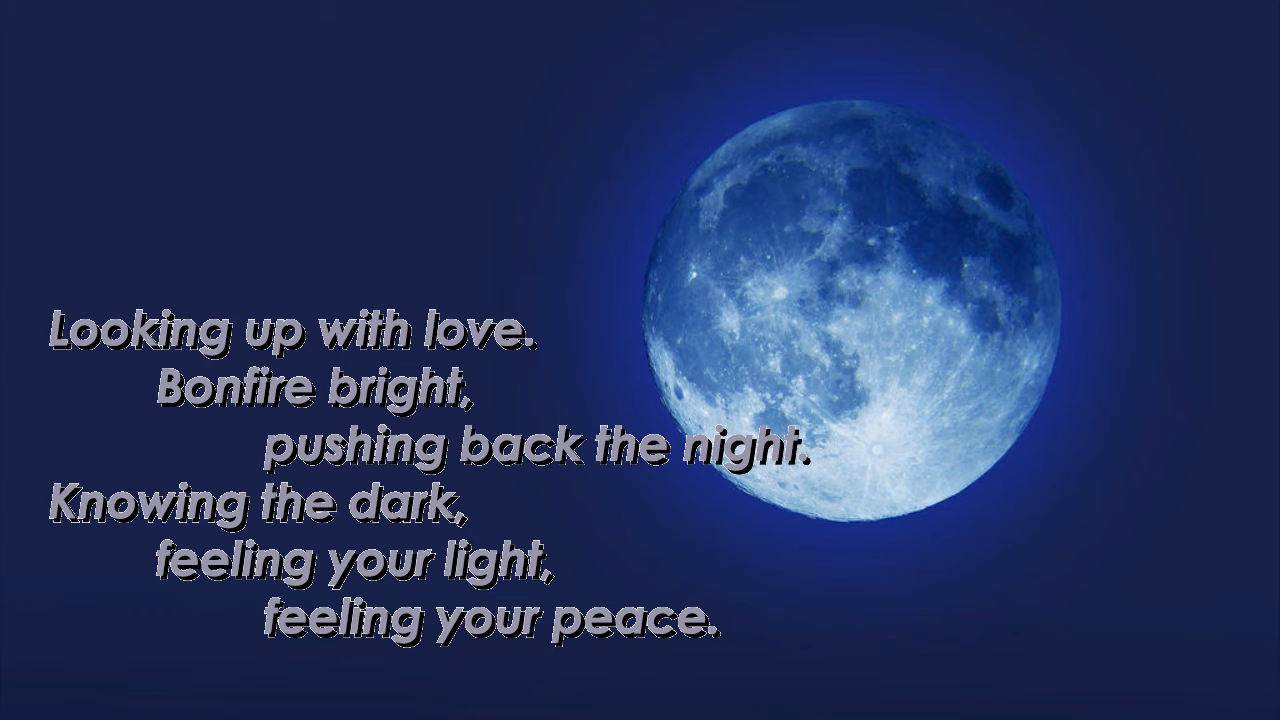 Looking up with love.
Bonfire bright,
pushing back the night.
Knowing the dark,
feeling your light,
feeling your peace.